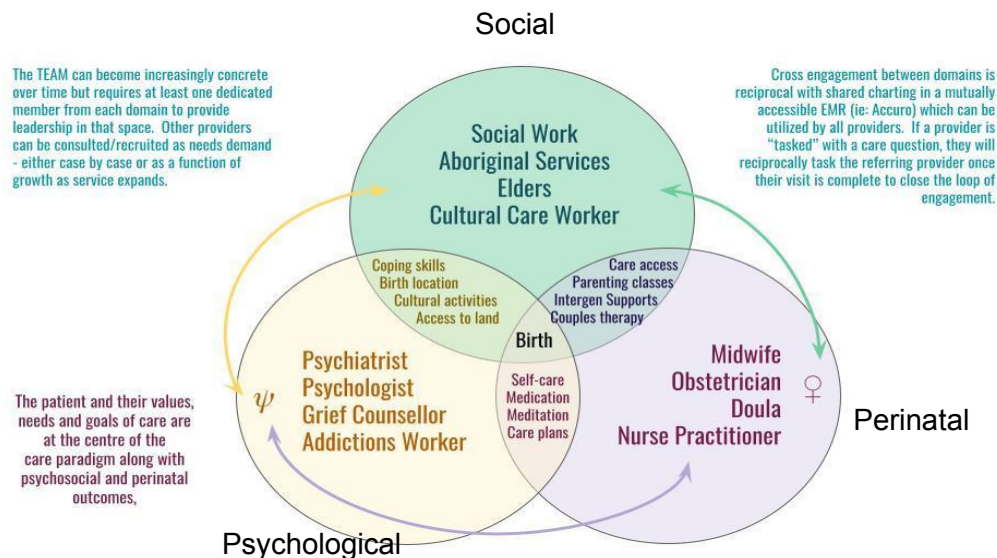 Social
The TEAM can become increasingly concrete
over time but requires at least one dedicated
member from each domain to provide
leadership in that space. Other providers
can be consulted/recruited as needs demand
- either case by case or as a function of
growth as service expands.
Cross engagement between domains is
reciprocal with shared charting in a mutually
accessible EMR (ie: Accuro) which can be
utilized by all providers. If a provider is
“tasked” with a care question, they will
reciprocally task the referring provider once
their visit is complete to close the loop of
engagement.
Social Work
Aboriginal Services
Elders
Cultural Care Worker
Coping skills
Birth location
Cultural activities
Access to land
Care access
Parenting classes
Intergen Supports
Couples therapy
Birth
Psychiatrist
Psychologist
Grief Counsellor
Addictions Worker
ψ
Self-care
Medication
Meditation
Care plans
Midwife
Obstetrician
Doula
Nurse Practitioner
♀
Perinatal
The patient and their values,
needs and goals of care are
at the centre of the
care paradigm along with
psychosocial and perinatal
outcomes,
Psychological